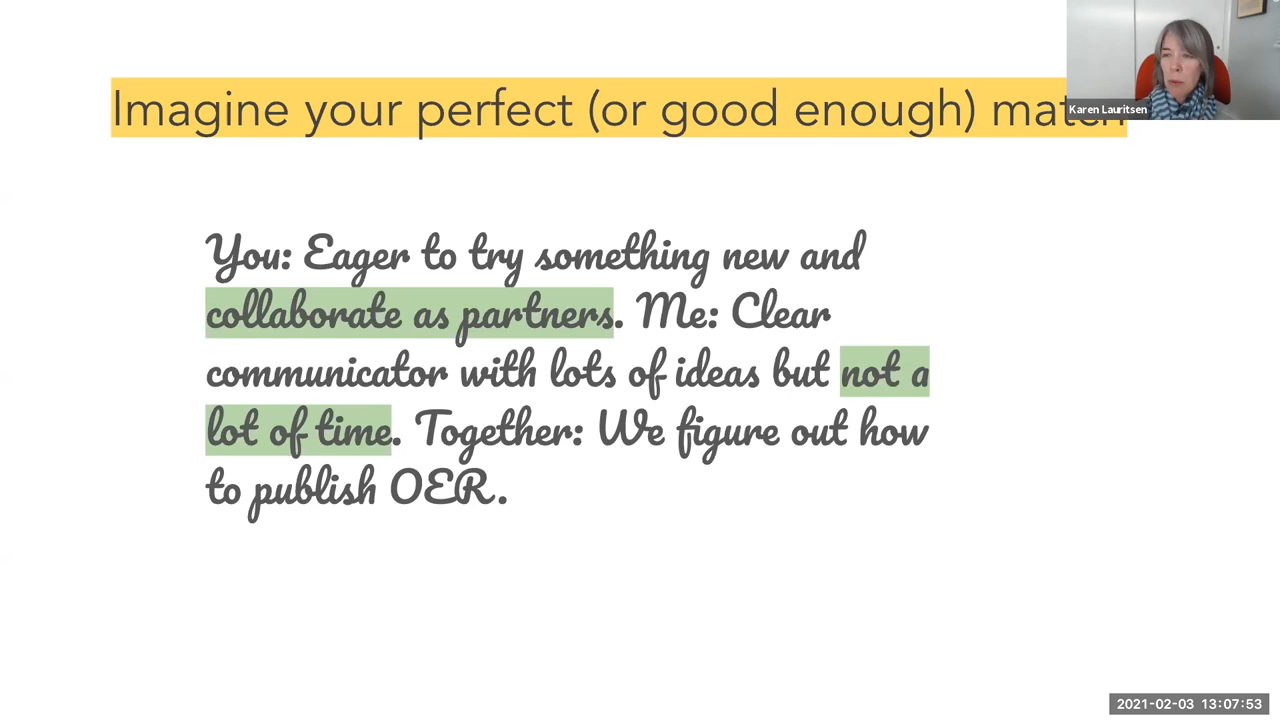 Imagine your perfect (or good enough) match
Karen Lauritsen
You: Eager to try something new and
collaborate as partners. Me: Clear
communicator with lots of ideas but not a
lot of time. Together: We figure out how
to publish OER.
2021-02-03 13:07:53